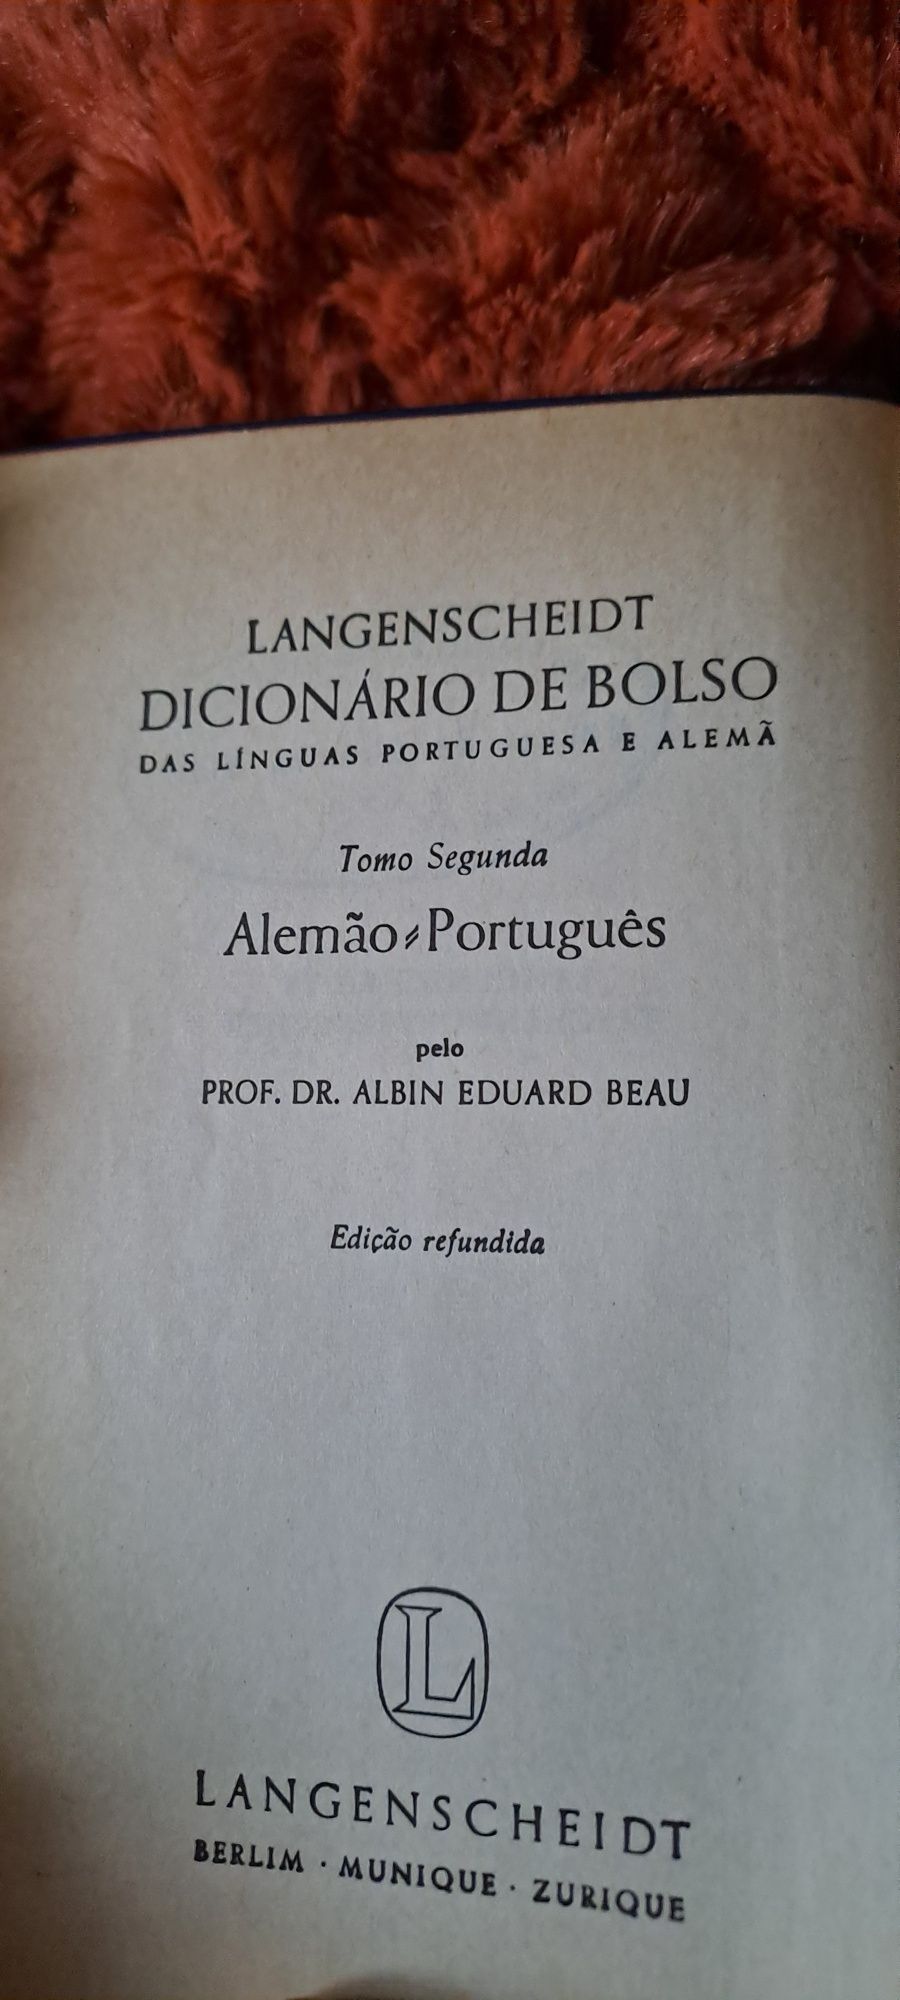 LANGENSCHEIDT
DICIONÁRIO DE BOLSO
DAS LÍNGUAS PORTUGUESA E ALEMÃ
Tomo Segunda
Alemão-Português
pelo
PROF. DR. ALBIN EDUARD BEAU
Edição refundida
L
LANGENSCHEIDT
BERLIM · MUNIQUE · ZURIQUE